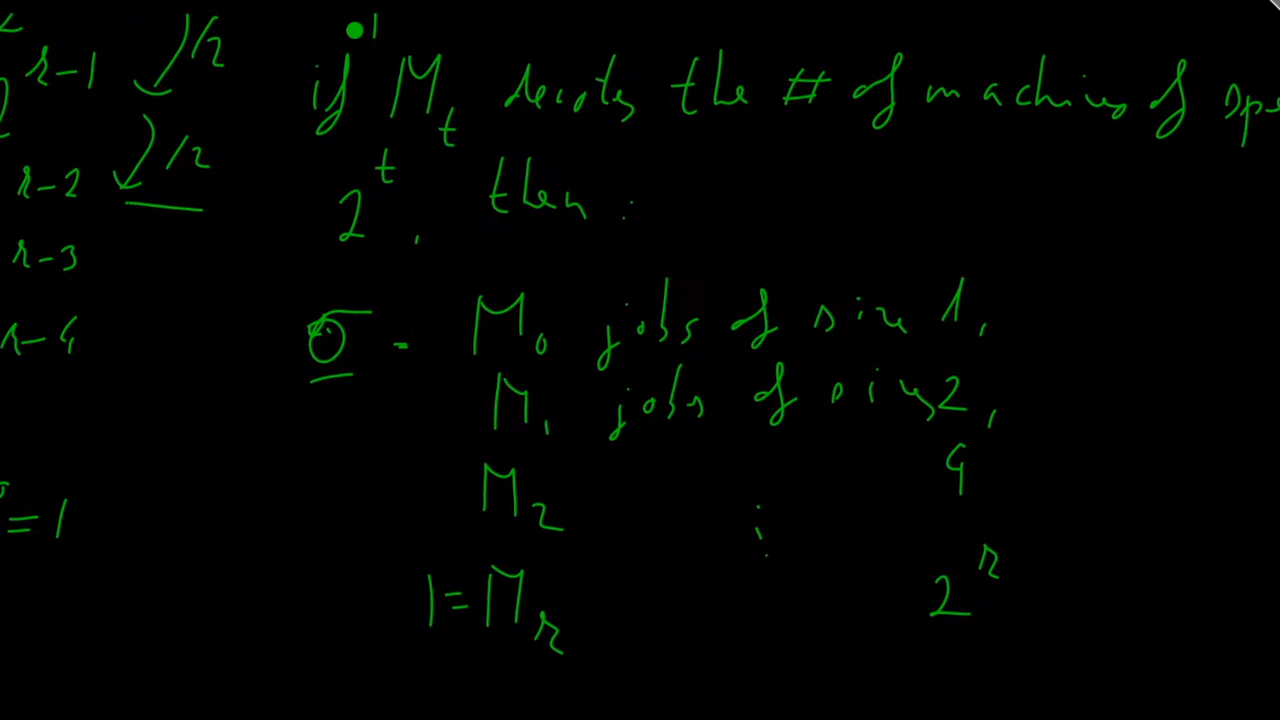 r-1 /2
/2
r-2
r-3
r-4
= 1
if M_t denotes the # of machines of spe
2^t, then :
σ = M_0 jobs of size 1,
M_1 jobs of size 2,
M_2 : 4
1 = M_r 2^r